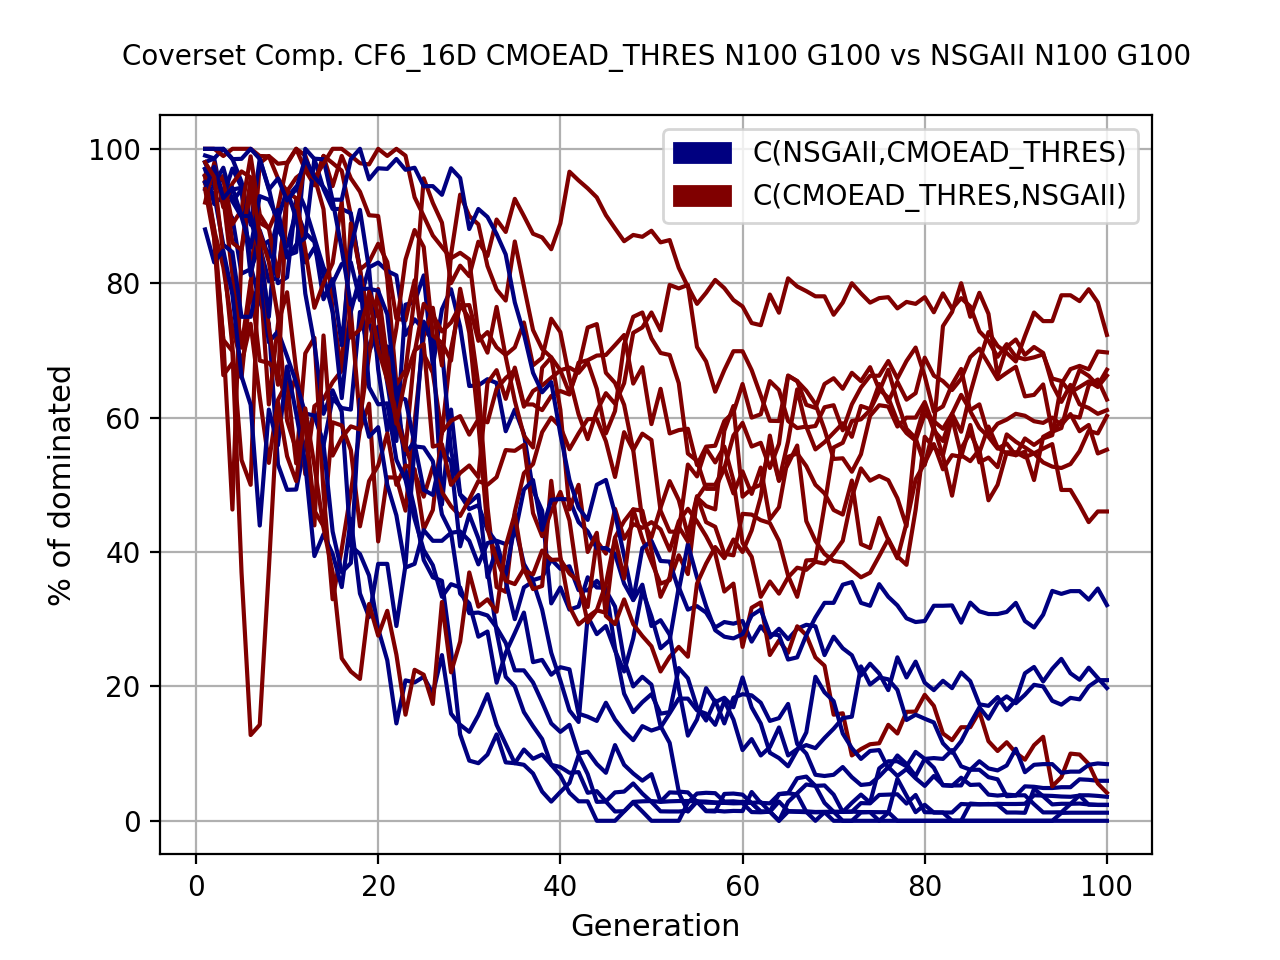 Coverset Comp. CF6_16D CMOEAD_THRES N100 G100 vs NSGAII N100 G100
C(NSGAII,CMOEAD_THRES)
C(CMOEAD_THRES,NSGAII)
% of dominated
100
80
60
40
20
0
0 20 40 60 80 100
Generation